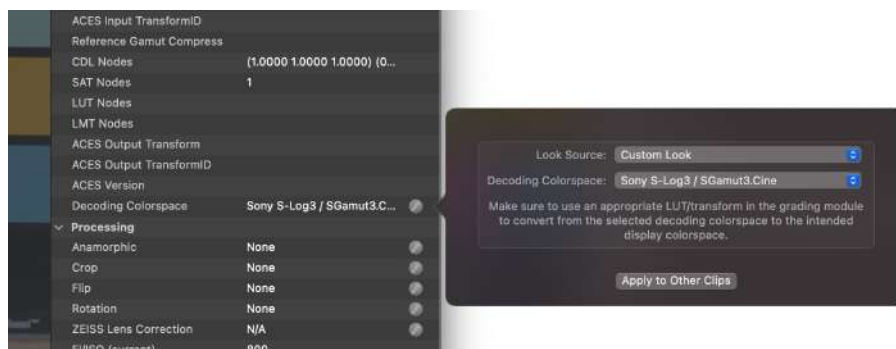 ACES Input TransformID
Reference Gamut Compress
CDL Nodes (1.0000 1.0000 1.0000) (0...
SAT Nodes 1
LUT Nodes
LMT Nodes
ACES Output Transform
ACES Output TransformID
ACES Version
Decoding Colorspace Sony S-Log3 / SGamut3.C...
Processing
Anamorphic None
Crop None
Flip None
Rotation None
ZEISS Lens Correction N/A
EI/ISO (current) 800
Look Source: Custom Look
Decoding Colorspace: Sony S-Log3 / SGamut3.Cine
Make sure to use an appropriate LUT/transform in the grading module
to convert from the selected decoding colorspace to the intended
display colorspace.
Apply to Other Clips